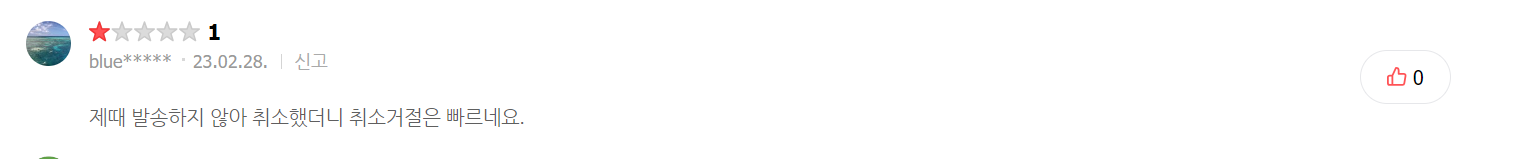 1
blue***** · 23.02.28. | 신고
0
제때 발송하지 않아 취소했더니 취소거절은 빠르네요.